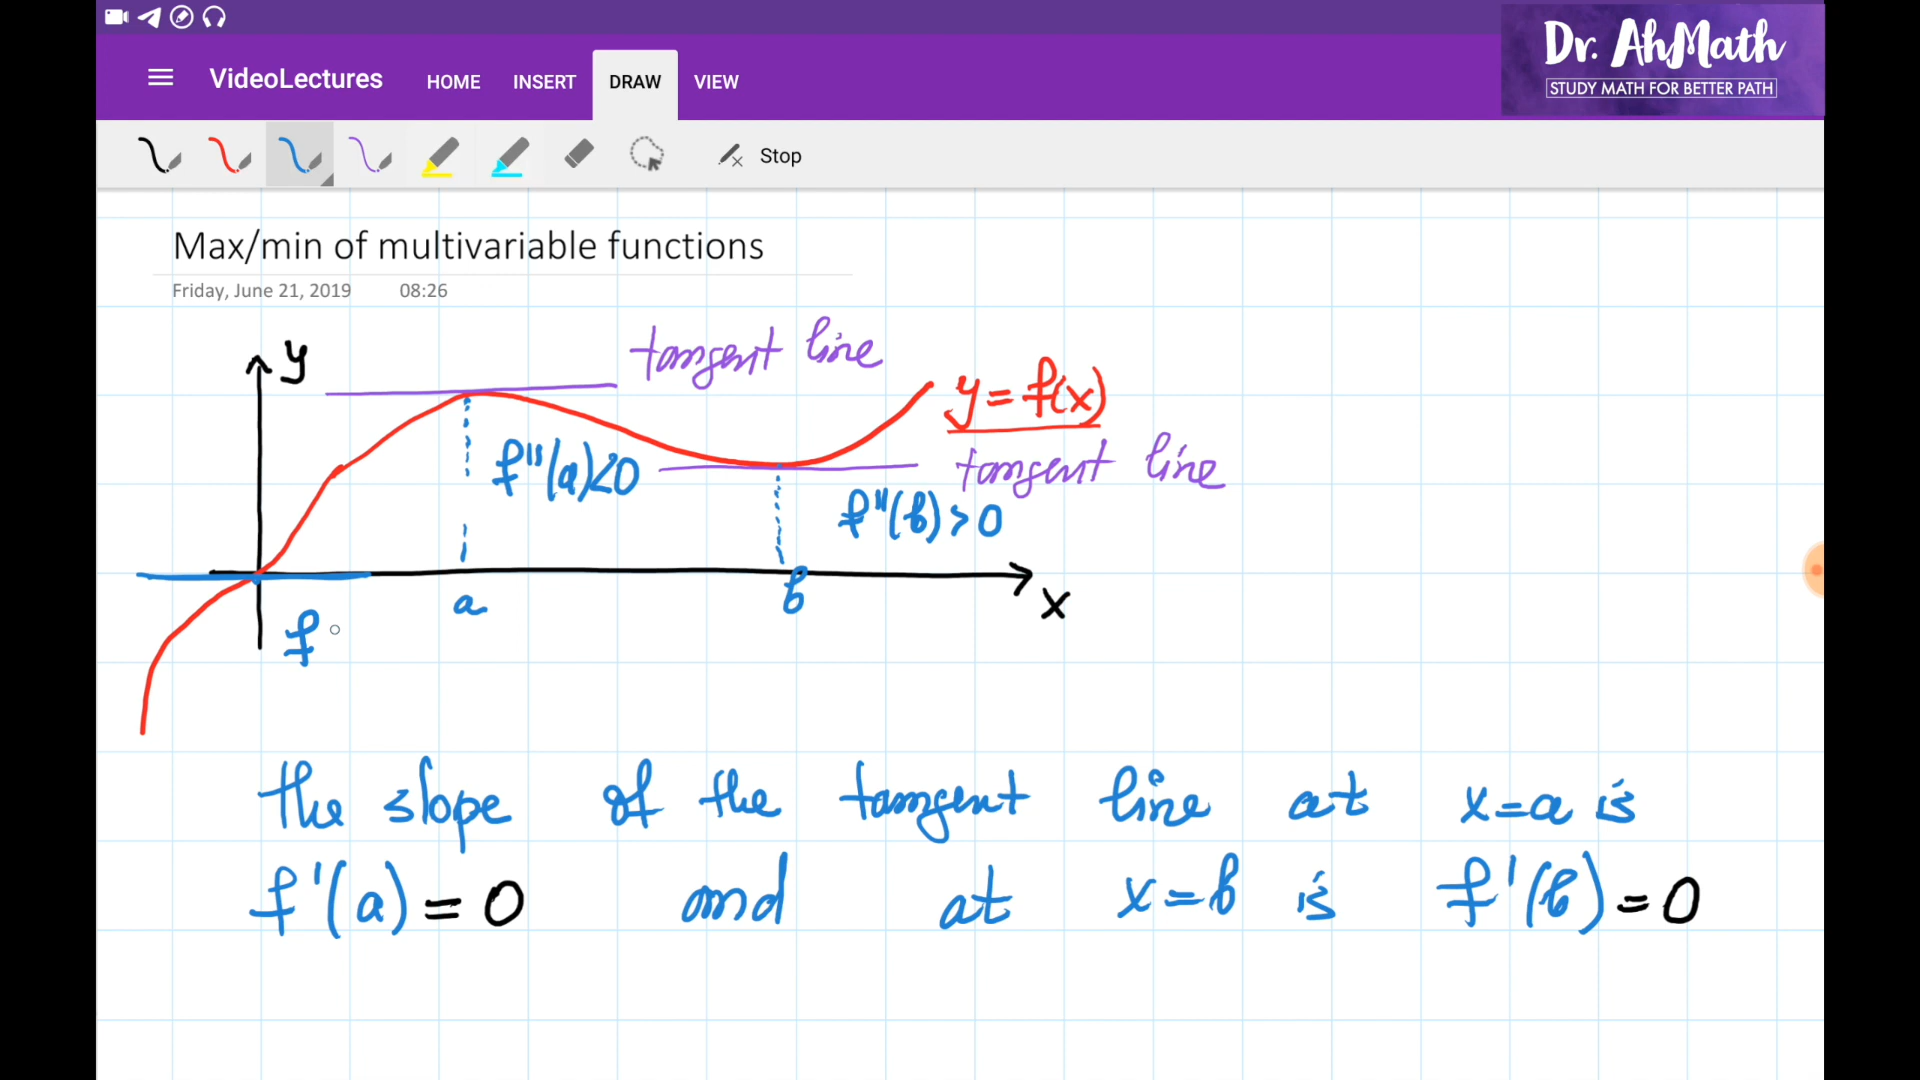 Dr. AhMath
STUDY MATH FOR BETTER PATH
VideoLectures HOME INSERT DRAW VIEW
Stop
Max/min of multivariable functions
Friday, June 21, 2019 08:26
y
tangent line
y = f(x)
f''(a)<0
tangent line
f''(b) > 0
a
b
x
f
the slope of the tangent line at x=a is
f'(a) = 0 and at x=b is f'(b) = 0